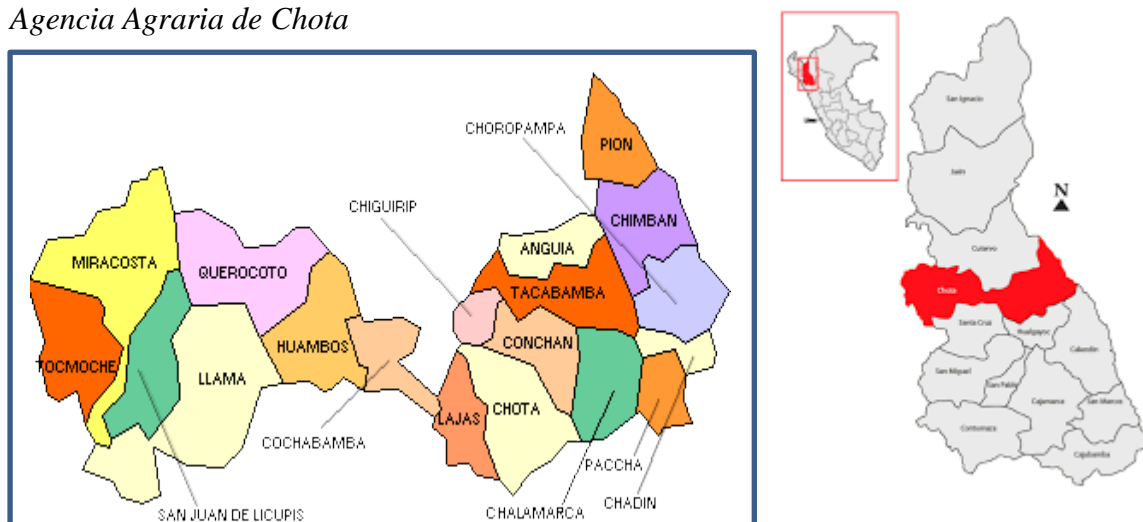 Agencia Agraria de Chota
CHOROPAMPA
PION
CHIGUIRIP
CHIMBAN
ANGUIA
MIRACOSTA
QUEROCOTO
TACABAMBA
HUAMBOS
CONCHAN
TOCMOCHE
LLAMA
LAJAS
CHOTA
COCHABAMBA
PACCHA
CHADIN
CHALAMARCA
SAN JUAN DE LICUPIS
Lima
San Ignacio
Jaén
N
Cutervo
Chota
Santa Cruz
Hualgayoc
Celendín
San Miguel
San Pablo
Cajamarca
San Marcos
Contumaza
Cajabamba